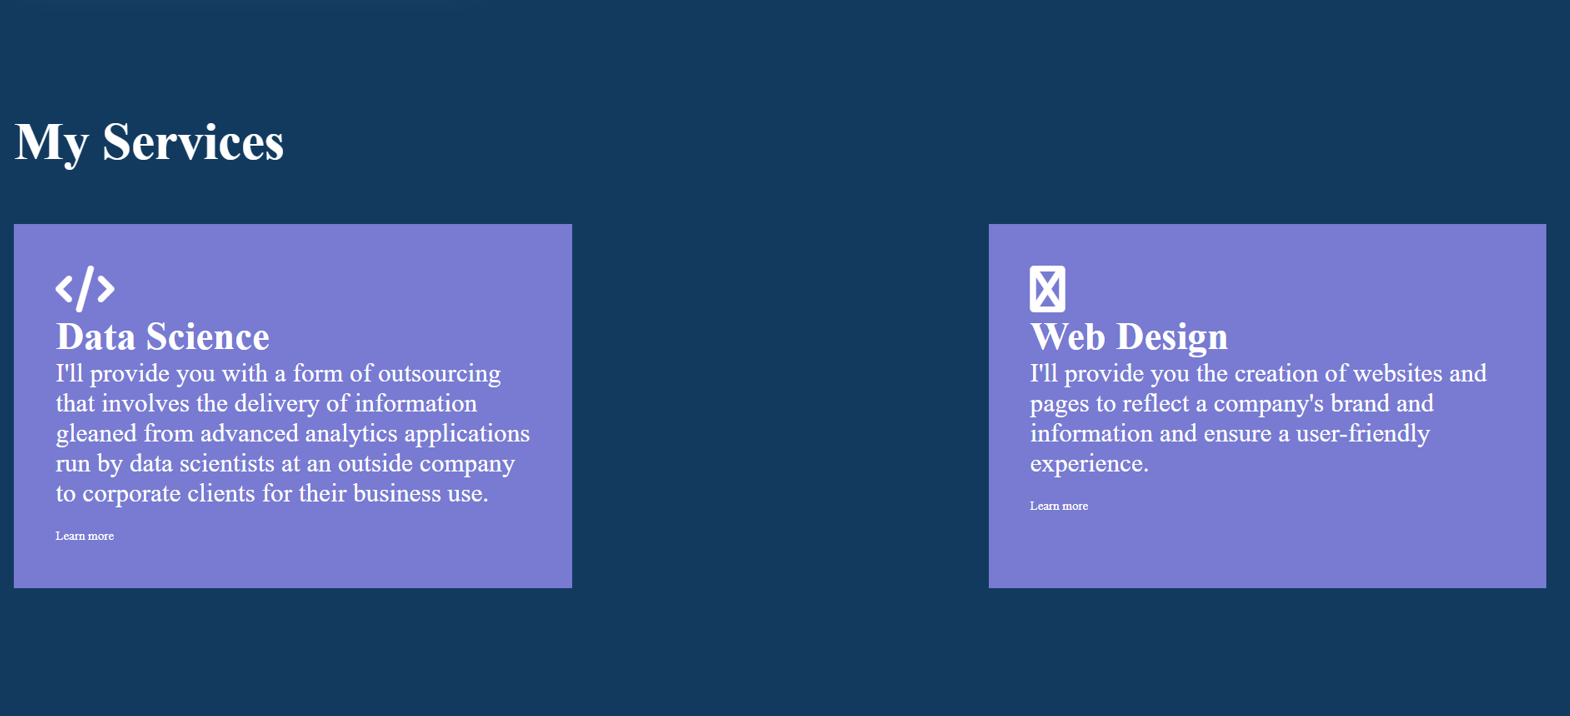 My Services
Data Science
I'll provide you with a form of outsourcing
that involves the delivery of information
gleaned from advanced analytics applications
run by data scientists at an outside company
to corporate clients for their business use.
Learn more
Web Design
I'll provide you the creation of websites and
pages to reflect a company's brand and
information and ensure a user-friendly
experience.
Learn more